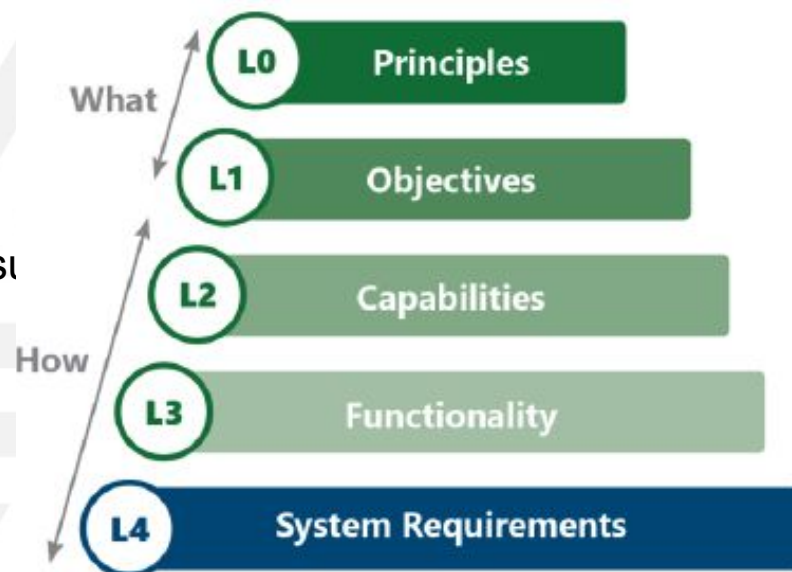 L0 Principles
What
L1 Objectives
L2 Capabilities
How
L3 Functionality
L4 System Requirements